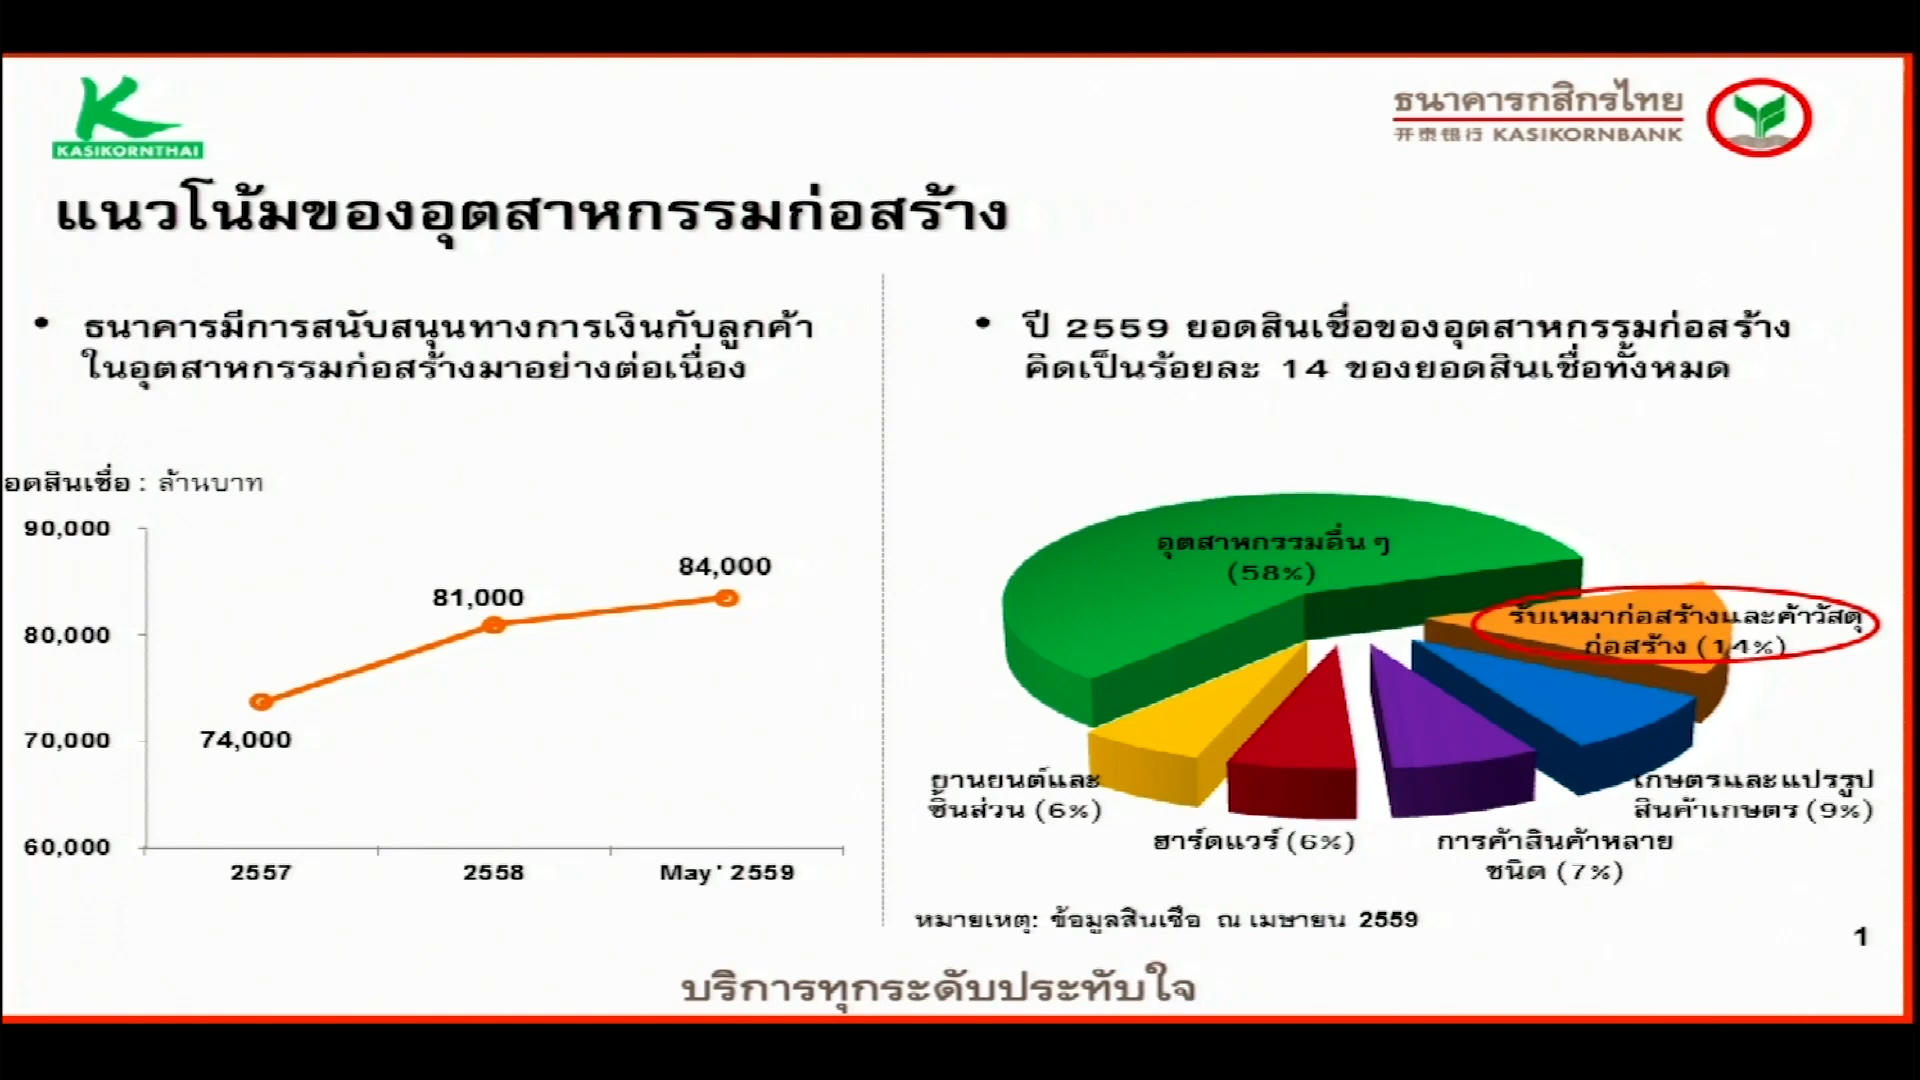 KASIKORNTHAI
ธนาคารกสิกรไทย
开泰银行 KASIKORNBANK
แนวโน้มของอุตสาหกรรมก่อสร้าง
• ธนาคารมีการสนับสนุนทางการเงินกับลูกค้า
ในอุตสาหกรรมก่อสร้างมาอย่างต่อเนื่อง
• ปี 2559 ยอดสินเชื่อของอุตสาหกรรมก่อสร้าง
คิดเป็นร้อยละ 14 ของยอดสินเชื่อทั้งหมด
อดสินเชื่อ : ล้านบาท
90,000
80,000
70,000
60,000
74,000
81,000
84,000
2557
2558
May' 2559
อุตสาหกรรมอื่น ๆ
(58%)
รับเหมาก่อสร้างและค้าวัสดุ
ก่อสร้าง (14%)
เกษตรและแปรรูป
สินค้าเกษตร (9%)
การค้าสินค้าหลาย
ชนิด (7%)
ฮาร์ดแวร์ (6%)
ยานยนต์และ
ชิ้นส่วน (6%)
หมายเหตุ: ข้อมูลสินเชื่อ ณ เมษายน 2559
1
บริการทุกระดับประทับใจ